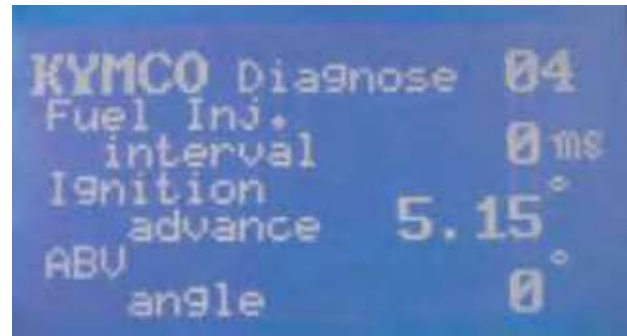 KYMCO Diagnose 04
Fuel Inj.
interval 0 ms
Ignition
advance 5.15°
ABV
angle 0°